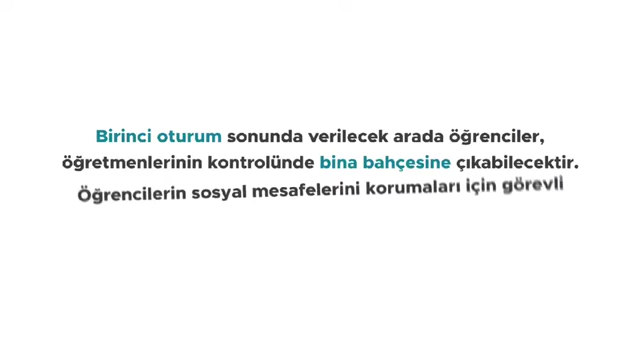 Birinci oturum sonunda verilecek arada öğrenciler,
öğretmenlerinin kontrolünde bina bahçesine çıkabilecektir.
Öğrencilerin sosyal mesafelerini korumaları için görevli